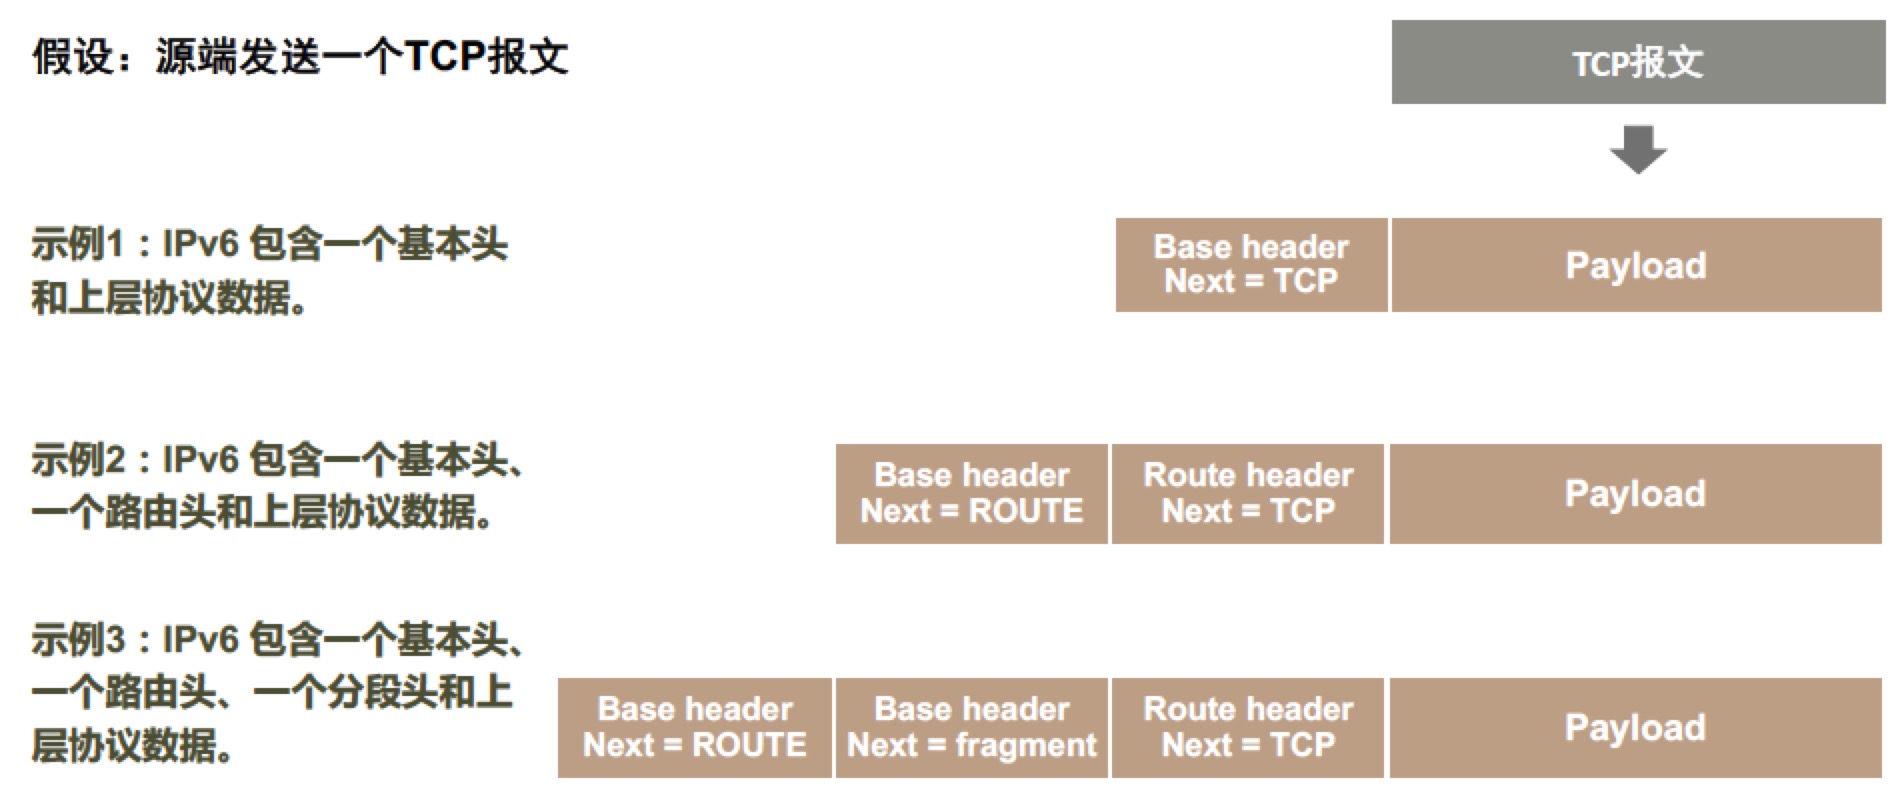 假设：源端发送一个TCP报文
TCP报文
示例1：IPv6 包含一个基本头
和上层协议数据。
Base header
Next = TCP
Payload
示例2：IPv6 包含一个基本头、
一个路由头和上层协议数据。
Base header
Next = ROUTE
Route header
Next = TCP
Payload
示例3：IPv6 包含一个基本头、
一个路由头、一个分段头和上
层协议数据。
Base header
Next = ROUTE
Base header
Next = fragment
Route header
Next = TCP
Payload